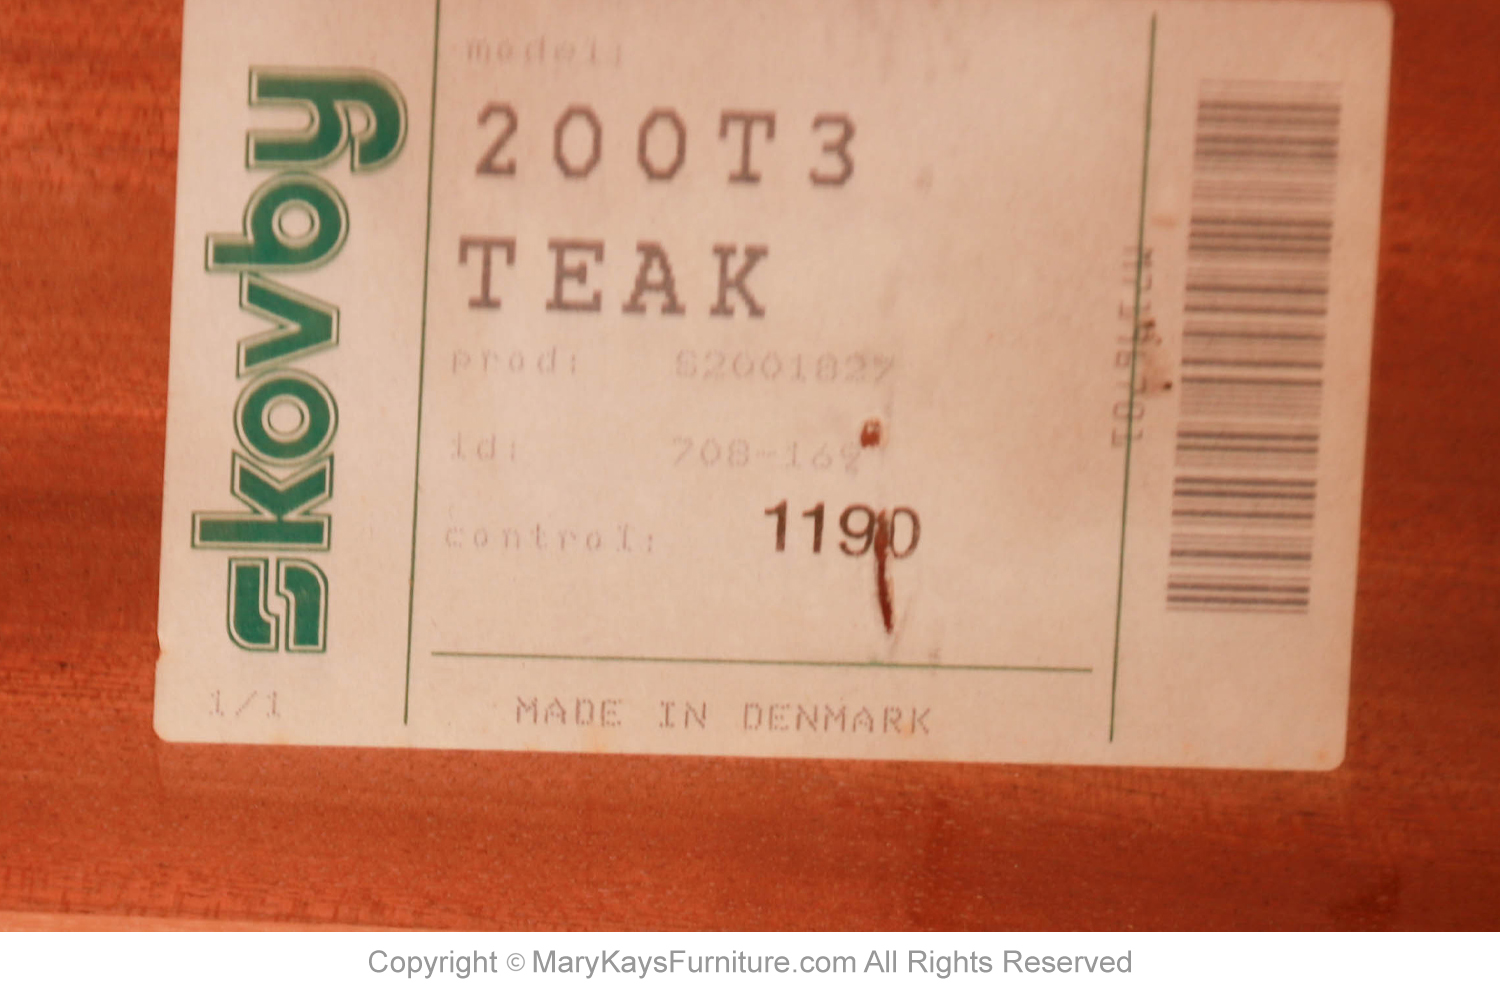 skovby
model:
200T3
TEAK
prod: S2001827
id:
control: 1190
1/1
MADE IN DENMARK
Copyright © MaryKaysFurniture.com All Rights Reserved